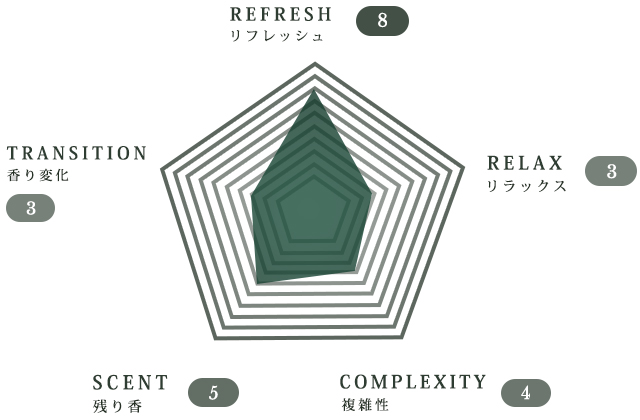 REFRESH
リフレッシュ
8
TRANSITION
香り変化
3
RELAX
リラックス
3
SCENT
残り香
5
COMPLEXITY
複雑性
4